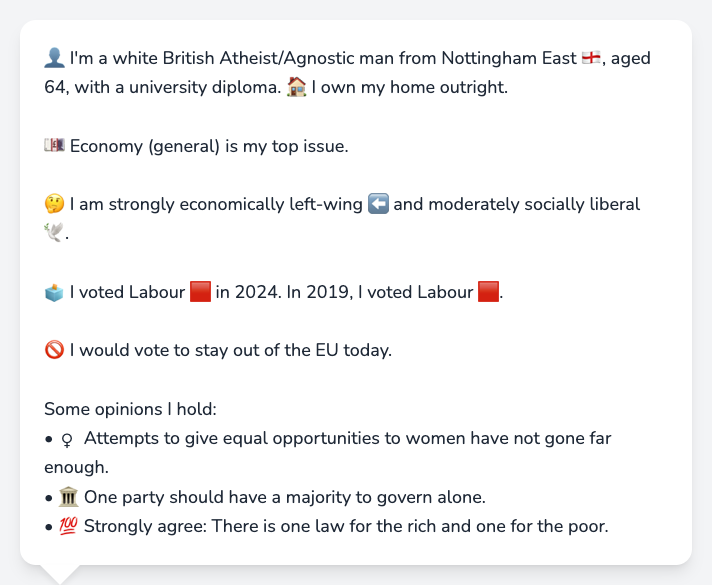 👤 I'm a white British Atheist/Agnostic man from Nottingham East 🏴󠁧󠁢󠁥󠁮󠁧󠁿, aged
64, with a university diploma. 🏠 I own my home outright.
💷 Economy (general) is my top issue.
🤔 I am strongly economically left-wing ⬅️ and moderately socially liberal
🕊️.
🗳️ I voted Labour 🟥 in 2024. In 2019, I voted Labour 🟥.
🚫 I would vote to stay out of the EU today.
Some opinions I hold:
• ♀ Attempts to give equal opportunities to women have not gone far
enough.
• 🏛️ One party should have a majority to govern alone.
• 💯 Strongly agree: There is one law for the rich and one for the poor.